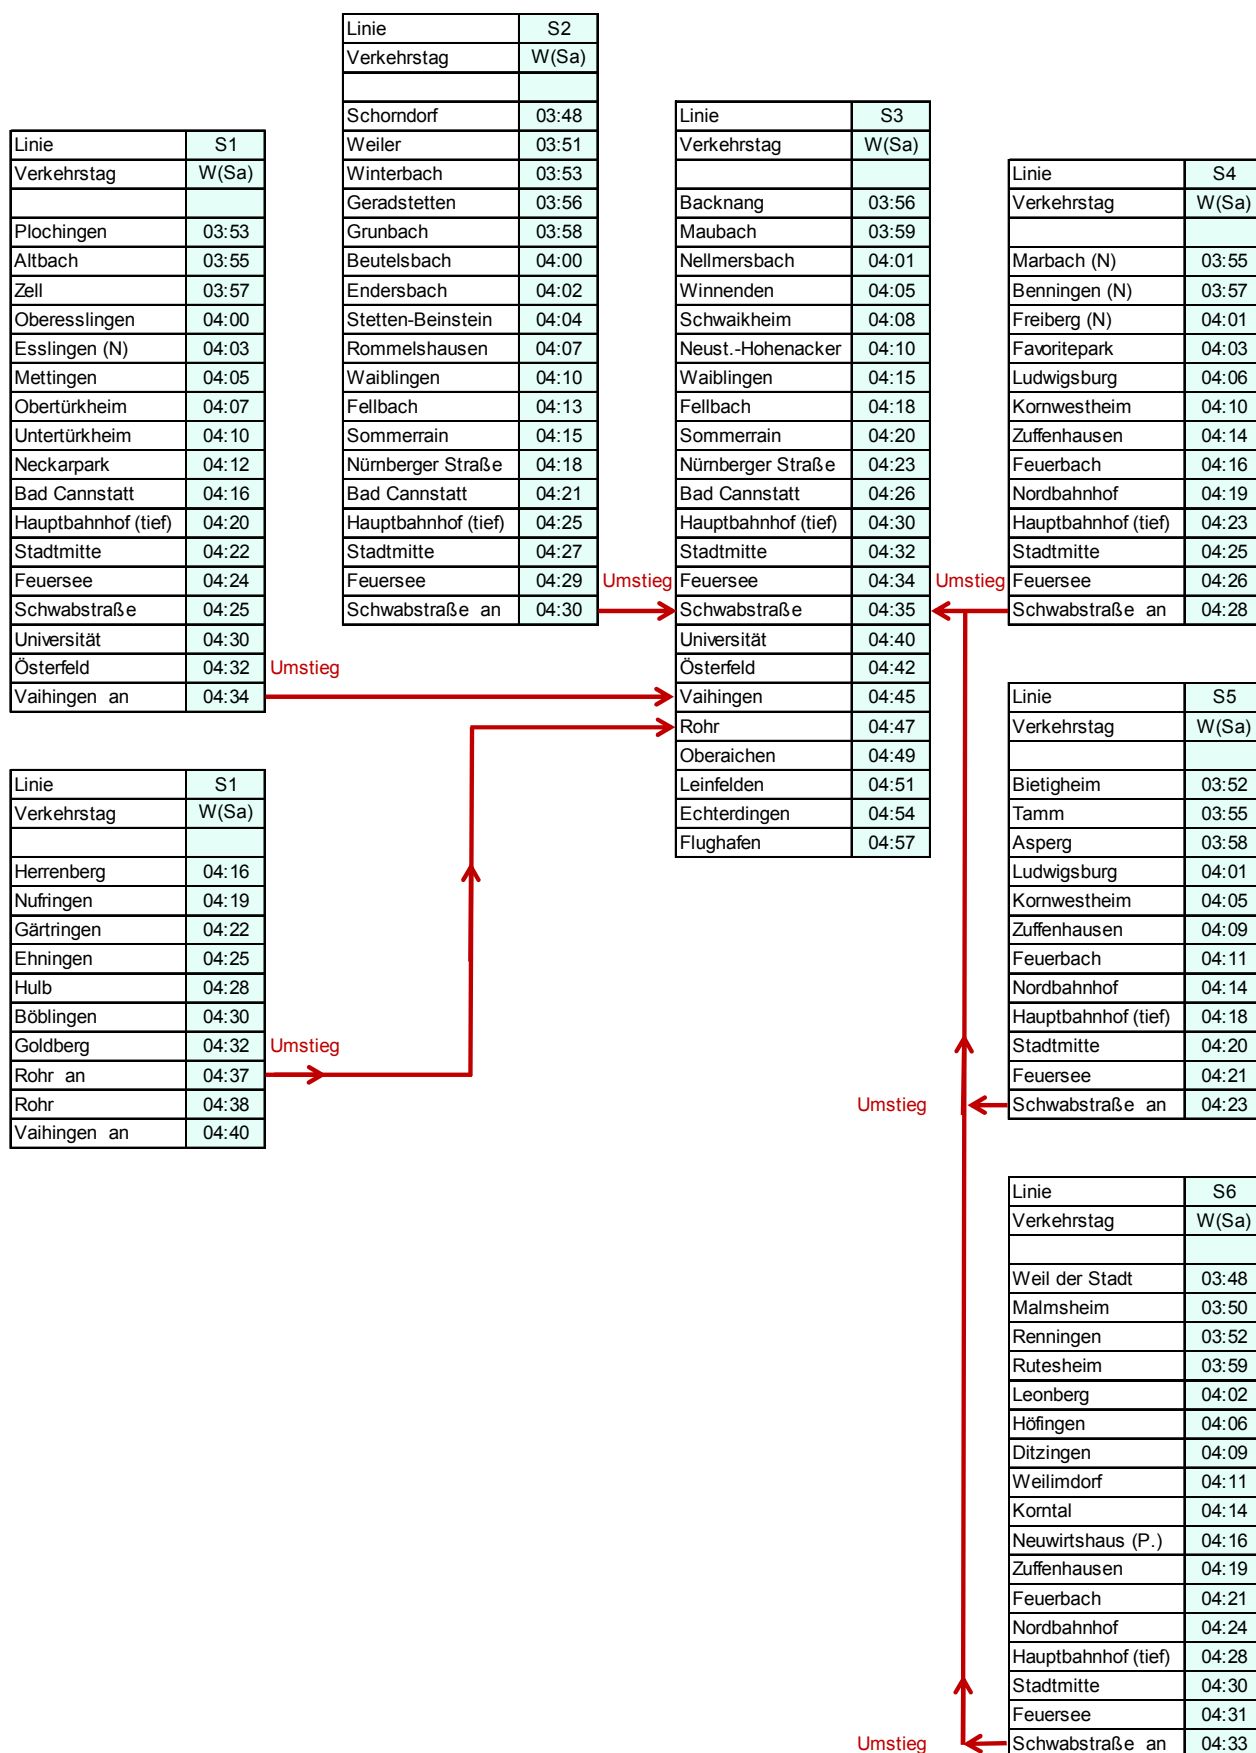 Linie S2
Verkehrstag W(Sa)
Schorndorf 03:48
Weiler 03:51
Winterbach 03:53
Geradstetten 03:56
Grunbach 03:58
Beutelsbach 04:00
Endersbach 04:02
Stetten-Beinstein 04:04
Rommelshausen 04:07
Waiblingen 04:10
Fellbach 04:13
Sommerrain 04:15
Nürnberger Straße 04:18
Bad Cannstatt 04:21
Hauptbahnhof (tief) 04:25
Stadtmitte 04:27
Feuersee 04:29
Schwabstraße an 04:30
Umstieg
Linie S1
Verkehrstag W(Sa)
Plochingen 03:53
Altbach 03:55
Zell 03:57
Oberesslingen 04:00
Esslingen (N) 04:03
Mettingen 04:05
Obertürkheim 04:07
Untertürkheim 04:10
Neckarpark 04:12
Bad Cannstatt 04:16
Hauptbahnhof (tief) 04:20
Stadtmitte 04:22
Feuersee 04:24
Schwabstraße 04:25
Universität 04:30
Österfeld 04:32
Vaihingen an 04:34
Umstieg
Linie S3
Verkehrstag W(Sa)
Backnang 03:56
Maubach 03:59
Nellmersbach 04:01
Winnenden 04:05
Schwaikheim 04:08
Neust.-Hohenacker 04:10
Waiblingen 04:15
Fellbach 04:18
Sommerrain 04:20
Nürnberger Straße 04:23
Bad Cannstatt 04:26
Hauptbahnhof (tief) 04:30
Stadtmitte 04:32
Feuersee 04:34
Schwabstraße 04:35
Universität 04:40
Österfeld 04:42
Vaihingen 04:45
Rohr 04:47
Oberaichen 04:49
Leinfelden 04:51
Echterdingen 04:54
Flughafen 04:57
Umstieg
Linie S4
Verkehrstag W(Sa)
Marbach (N) 03:55
Benningen (N) 03:57
Freiberg (N) 04:01
Favoritepark 04:03
Ludwigsburg 04:06
Kornwestheim 04:10
Zuffenhausen 04:14
Feuerbach 04:16
Nordbahnhof 04:19
Hauptbahnhof (tief) 04:23
Stadtmitte 04:25
Feuersee 04:26
Schwabstraße an 04:28
Linie S1
Verkehrstag W(Sa)
Herrenberg 04:16
Nufringen 04:19
Gärtringen 04:22
Ehningen 04:25
Hulb 04:28
Böblingen 04:30
Goldberg 04:32
Rohr an 04:37
Rohr 04:38
Vaihingen an 04:40
Umstieg
Linie S5
Verkehrstag W(Sa)
Bietigheim 03:52
Tamm 03:55
Asperg 03:58
Ludwigsburg 04:01
Kornwestheim 04:05
Zuffenhausen 04:09
Feuerbach 04:11
Nordbahnhof 04:14
Hauptbahnhof (tief) 04:18
Stadtmitte 04:20
Feuersee 04:21
Schwabstraße an 04:23
Umstieg
Linie S6
Verkehrstag W(Sa)
Weil der Stadt 03:48
Malmsheim 03:50
Renningen 03:52
Rutesheim 03:59
Leonberg 04:02
Höfingen 04:06
Ditzingen 04:09
Weilimdorf 04:11
Korntal 04:14
Neuwirtshaus (P.) 04:16
Zuffenhausen 04:19
Feuerbach 04:21
Nordbahnhof 04:24
Hauptbahnhof (tief) 04:28
Stadtmitte 04:30
Feuersee 04:31
Schwabstraße an 04:33
Umstieg